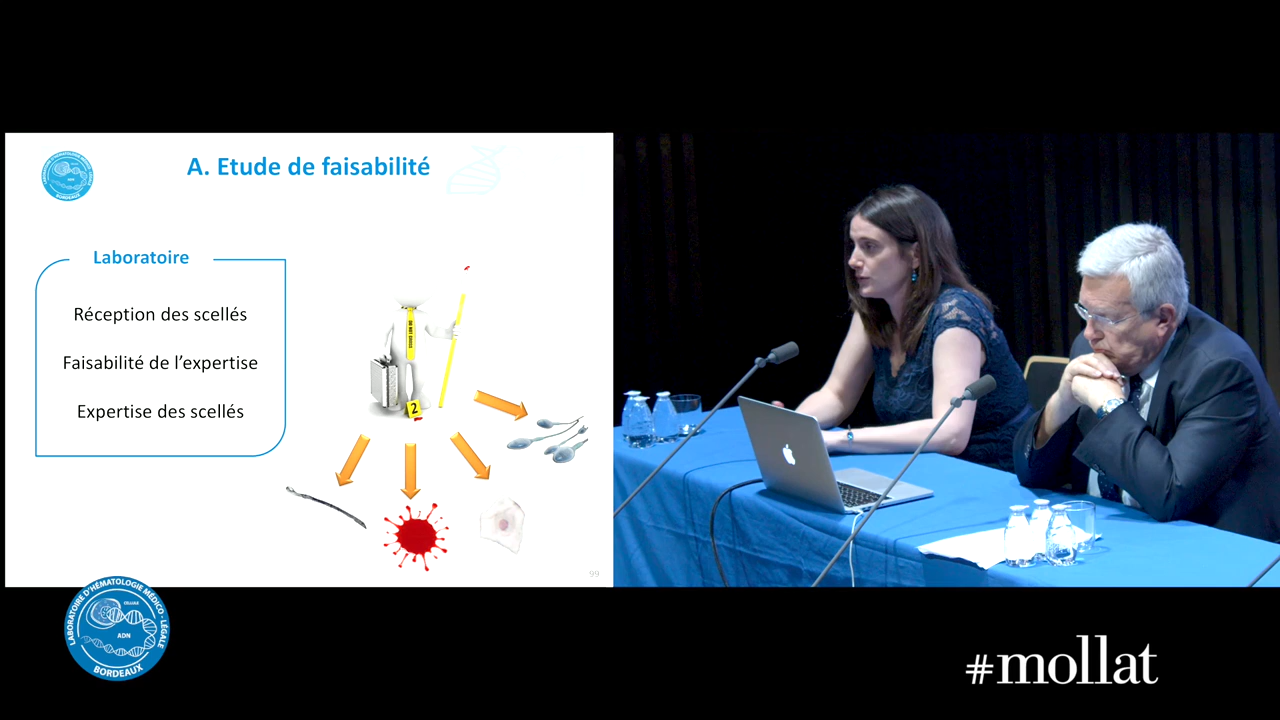 A. Etude de faisabilité
Laboratoire
Réception des scellés
Faisabilité de l'expertise
Expertise des scellés
2
99
LABORATOIRE D'HÉMATOLOGIE MÉDICO-LÉGALE
CELLULE
ADN
BORDEAUX
#mollat